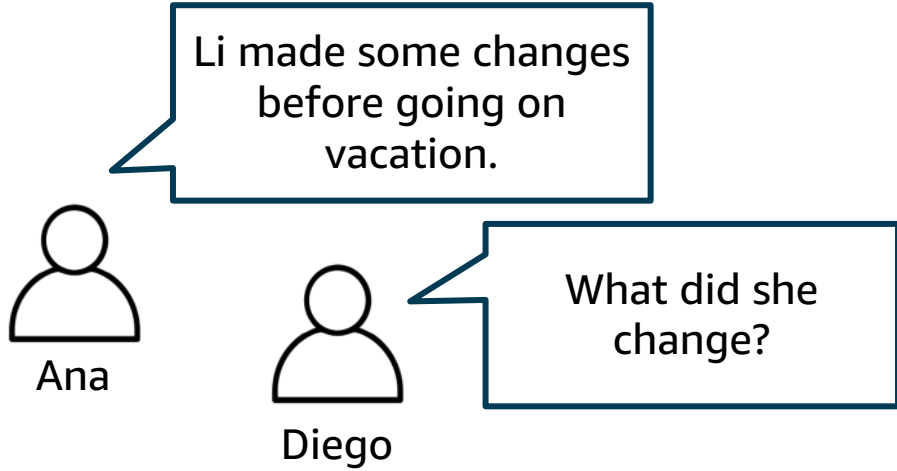 Li made some changes
before going on
vacation.
What did she
change?
Ana
Diego